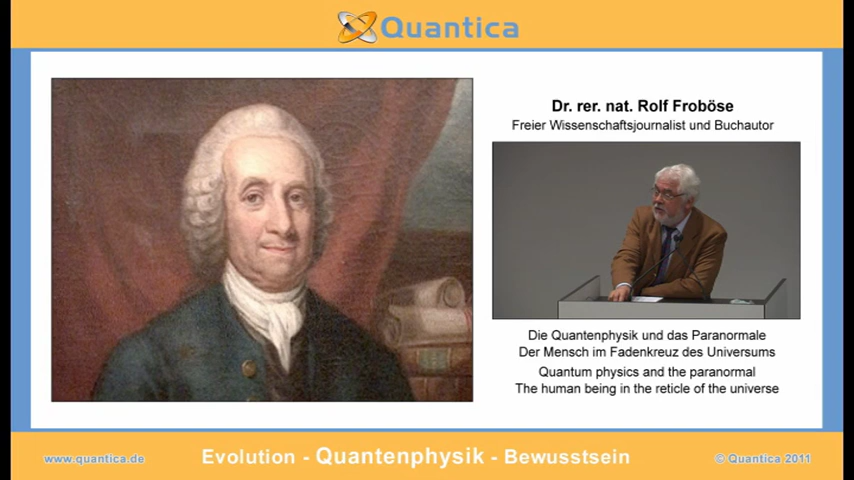 Quantica
Dr. rer. nat. Rolf Froböse
Freier Wissenschaftsjournalist und Buchautor
Die Quantenphysik und das Paranormale
Der Mensch im Fadenkreuz des Universums
Quantum physics and the paranormal
The human being in the reticle of the universe
www.quantica.de
Evolution - Quantenphysik - Bewusstsein
© Quantica 2011